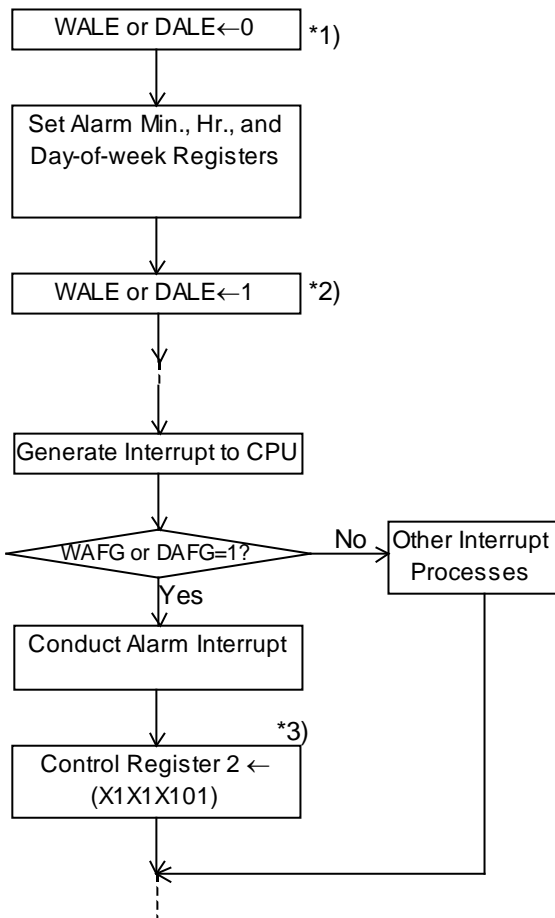 WALE or DALE←0
*1)
Set Alarm Min., Hr., and
Day-of-week Registers
WALE or DALE←1
*2)
Generate Interrupt to CPU
WAFG or DAFG=1?
No
Other Interrupt
Processes
Yes
Conduct Alarm Interrupt
*3)
Control Register 2 ←
(X1X1X101)